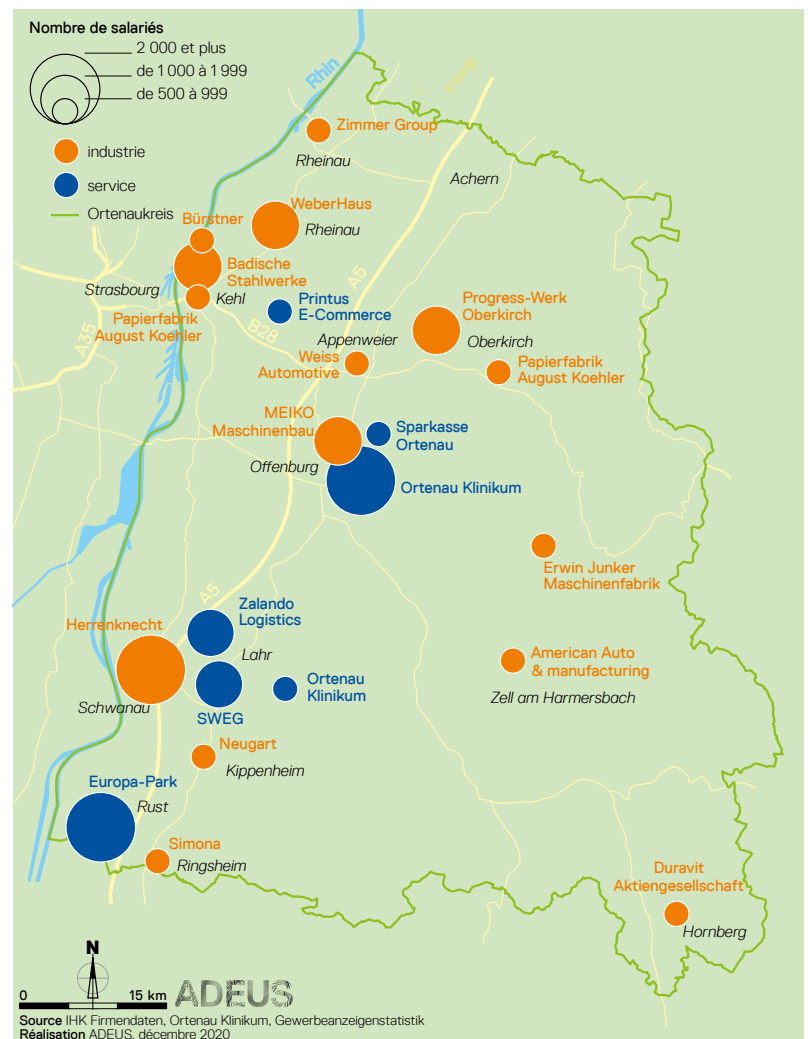 Nombre de salariés
2 000 et plus
de 1 000 à 1 999
de 500 à 999
industrie
service
Ortenaukreis
Rhin
Zimmer Group
Rheinau
Achern
WeberHaus
Rheinau
Bürstner
Badische
Stahlwerke
Strasbourg
Kehl
A5
Papierfabrik
August Koehler
Printus
E-Commerce
Progress-Werk
Oberkirch
Oberkirch
A35
B28
Appenweier
Weiss
Automotive
Papierfabrik
August Koehler
MEIKO
Maschinenbau
Sparkasse
Ortenau
Offenburg
Ortenau Klinikum
Erwin Junker
Maschinenfabrik
A5
Zalando
Logistics
Herrenknecht
Lahr
American Auto
& manufacturing
Ortenau
Klinikum
Zell am Harmersbach
Schwanau
SWEG
Neugart
Kippenheim
Europa-Park
Rust
Simona
Ringsheim
Duravit
Aktiengesellschaft
Hornberg
N
0 15 km
ADEUS
Source IHK Firmendaten, Ortenau Klinikum, Gewerbeanzeigenstatistik
Réalisation ADEUS, décembre 2020